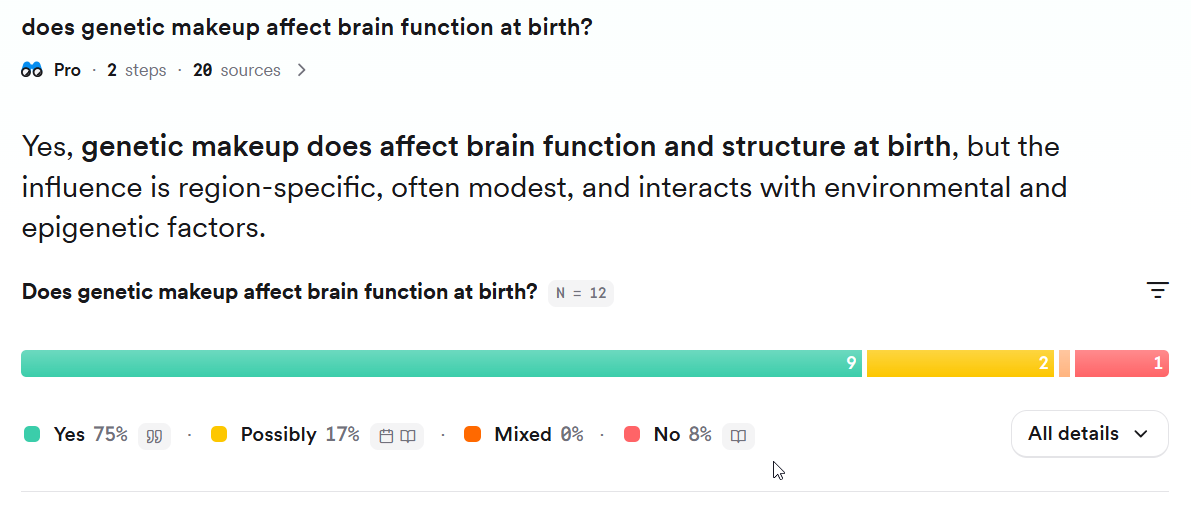 does genetic makeup affect brain function at birth?
Pro · 2 steps · 20 sources
Yes, genetic makeup does affect brain function and structure at birth, but the
influence is region-specific, often modest, and interacts with environmental and
epigenetic factors.
Does genetic makeup affect brain function at birth? N = 12
9 2 1
Yes 75% · Possibly 17% · Mixed 0% · No 8% All details